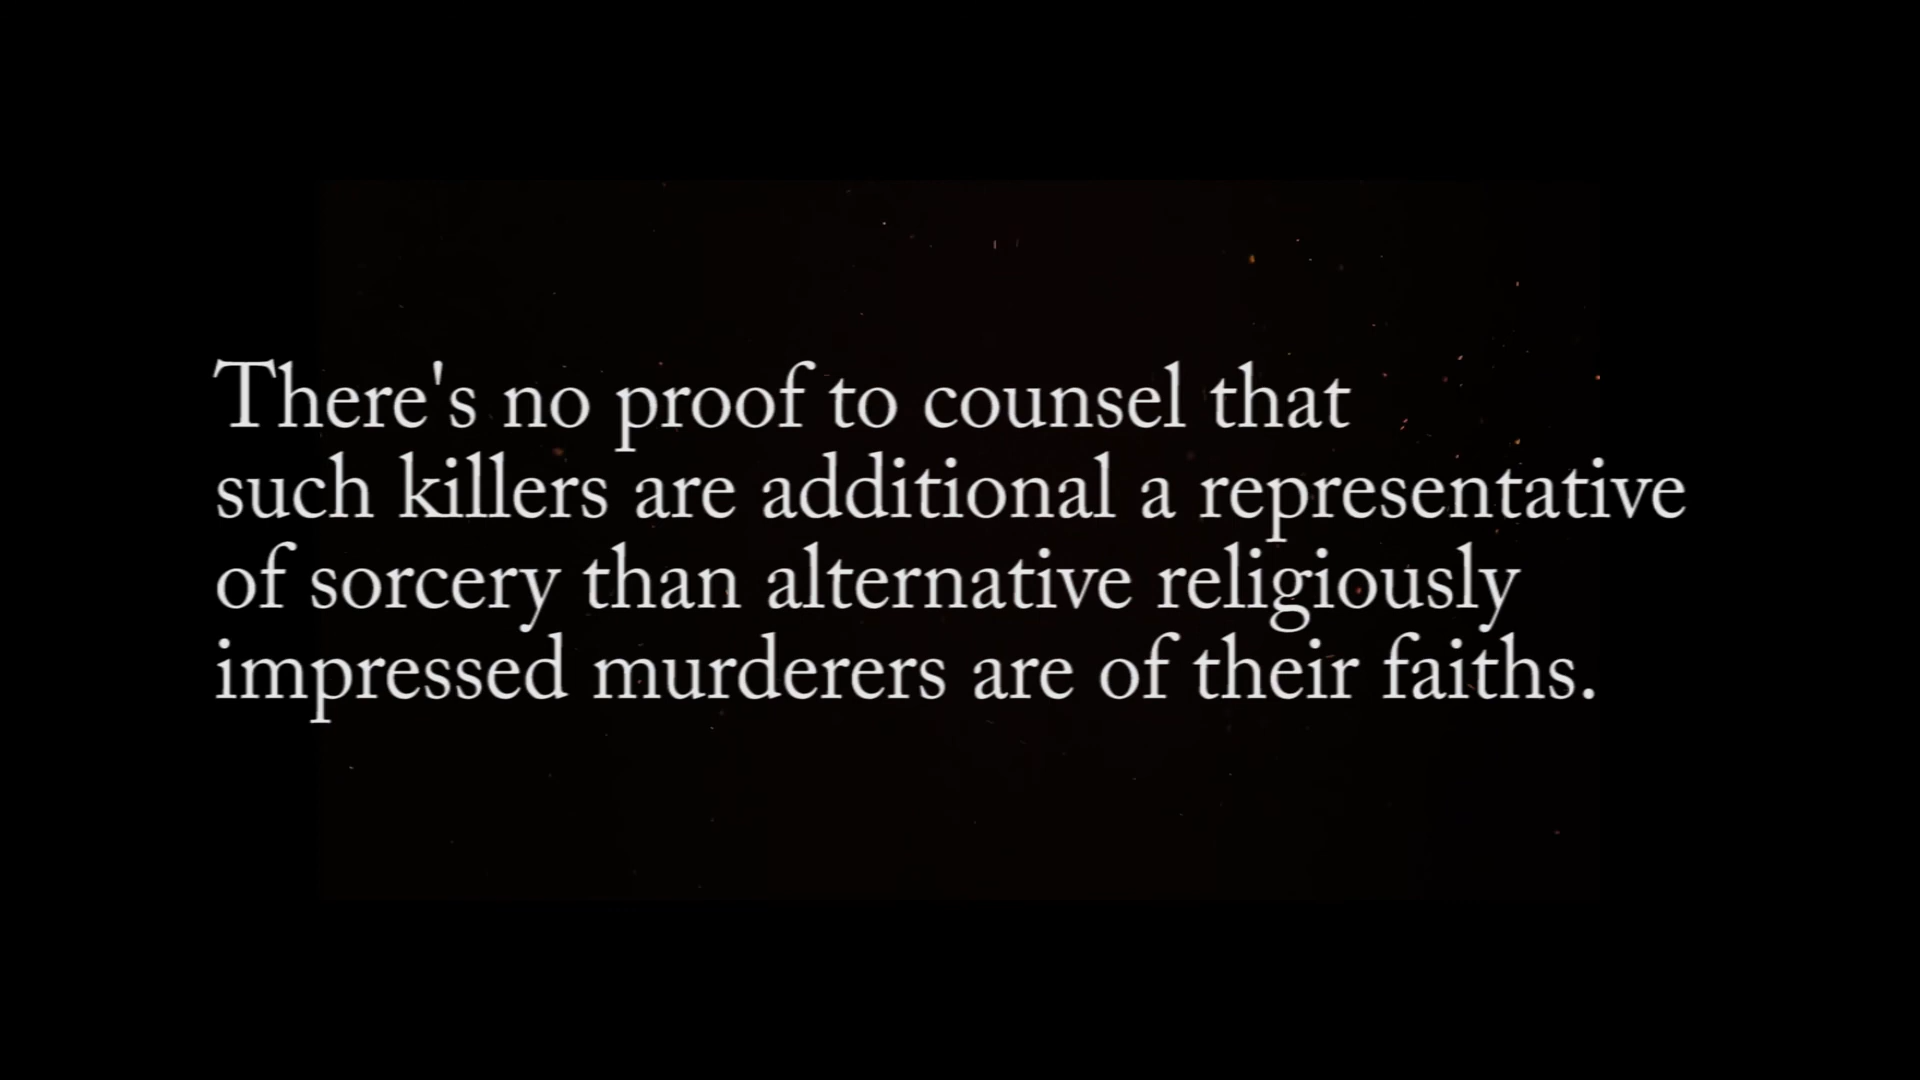 There's no proof to counsel that
such killers are additional a representative
of sorcery than alternative religiously
impressed murderers are of their faiths.